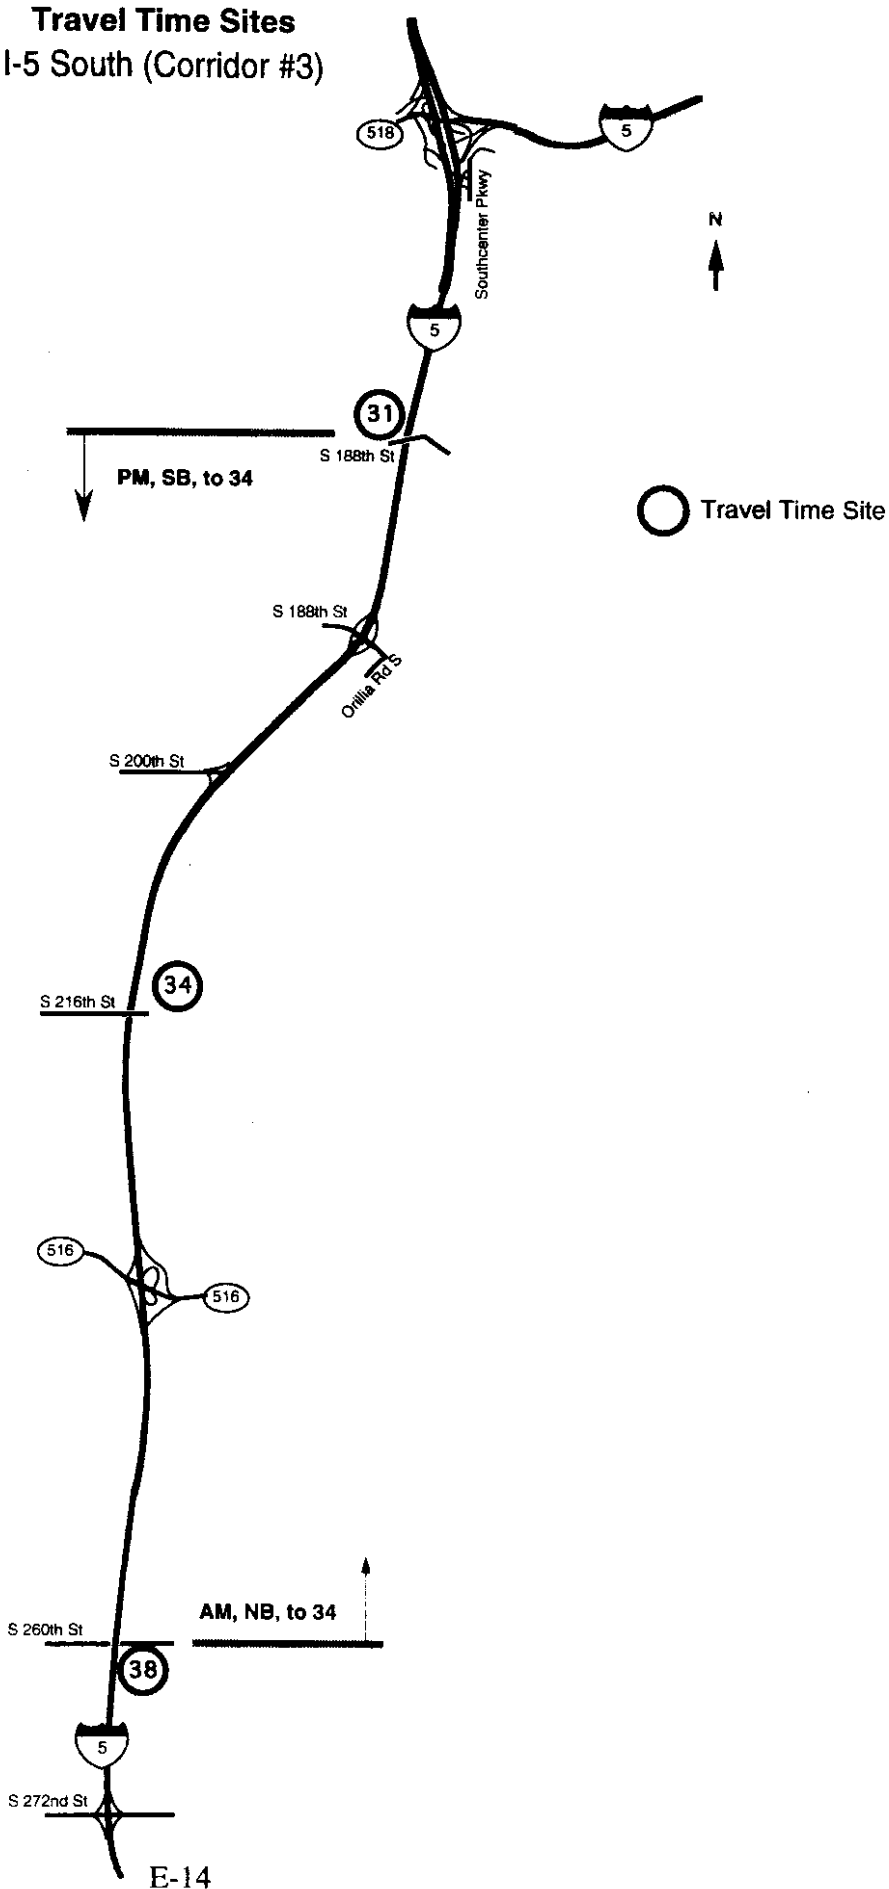 Travel Time Sites
I-5 South (Corridor #3)
518
5
Southcenter Pkwy
N
5
31
S 188th St
PM, SB, to 34
Travel Time Site
S 188th St
Orillia Rd S
S 200th St
34
S 216th St
516
516
AM, NB, to 34
S 260th St
38
5
S 272nd St
E-14